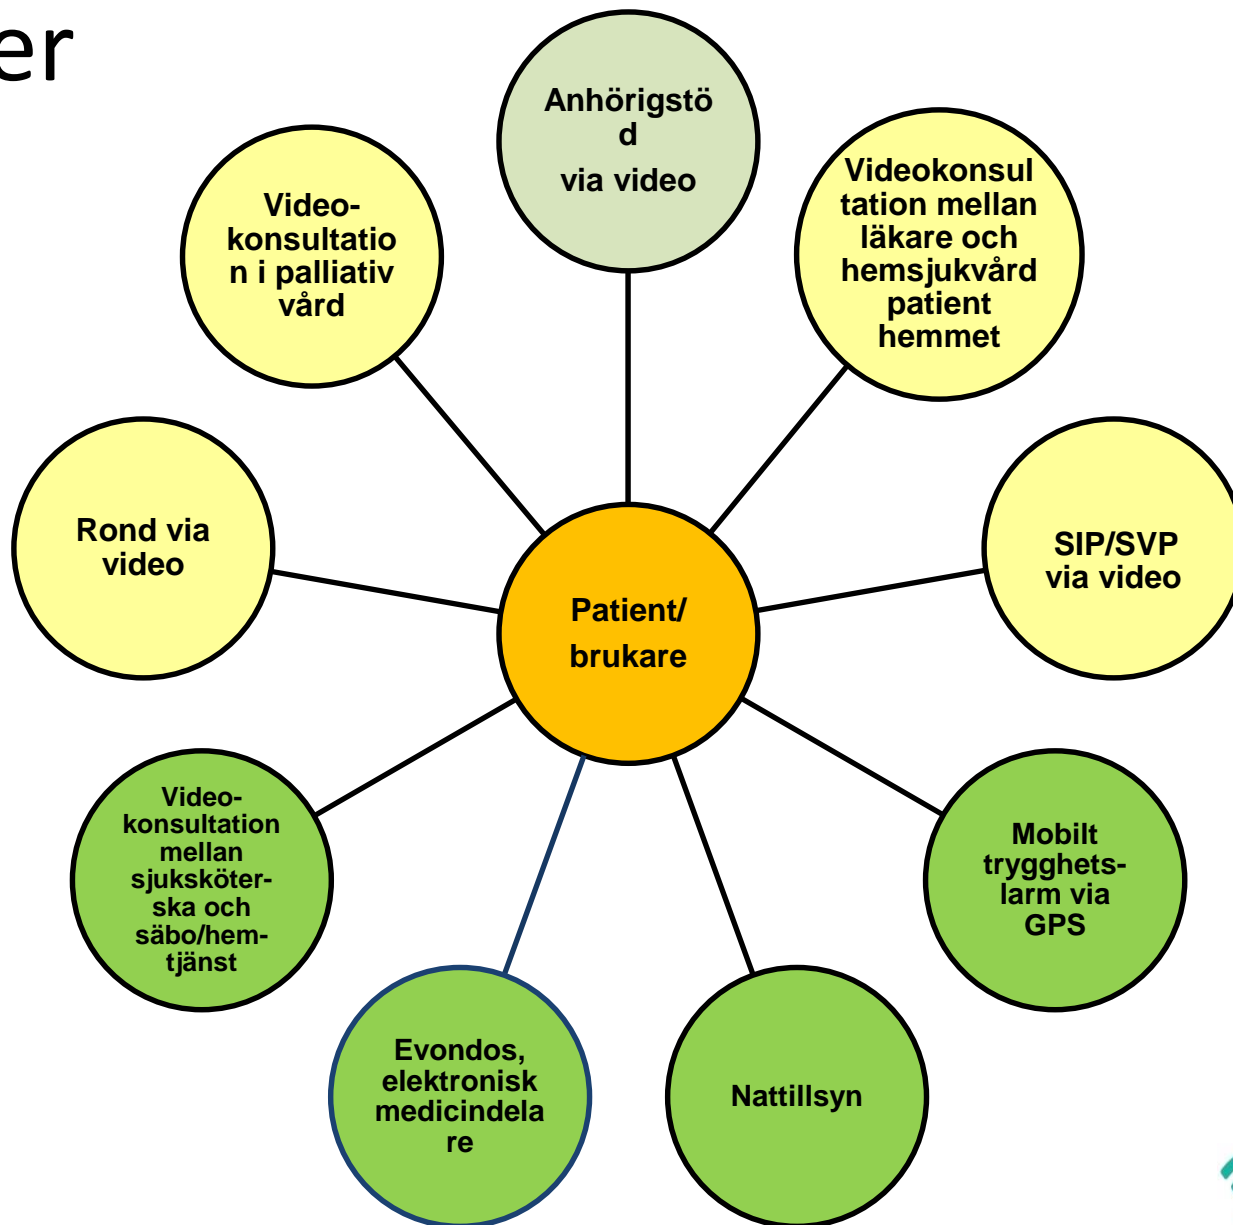 er
Anhörigstö
d
via video
Videokonsul
tation mellan
läkare och
hemsjukvård
patient
hemmet
Video-
konsultatio
n i palliativ
vård
SIP/SVP
via video
Rond via
video
Patient/
brukare
Mobilt
trygghets-
larm via
GPS
Video-
konsultation
mellan
sjuksköter-
ska och
säbo/hem-
tjänst
Nattillsyn
Evondos,
elektronisk
medicindela
re